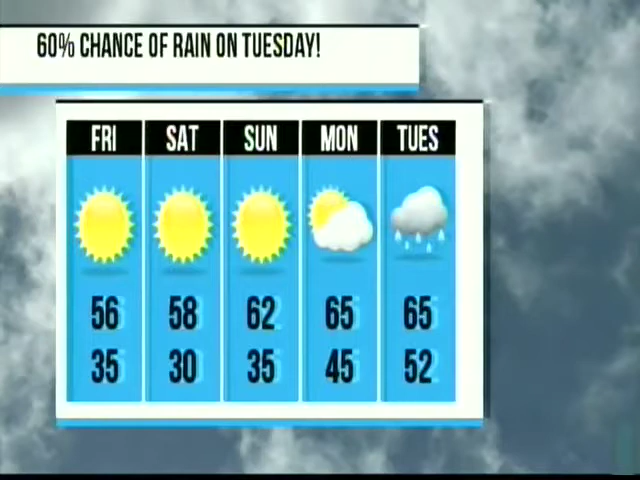 60% CHANCE OF RAIN ON TUESDAY!
FRI SAT SUN MON TUES
56 58 62 65 65
35 30 35 45 52